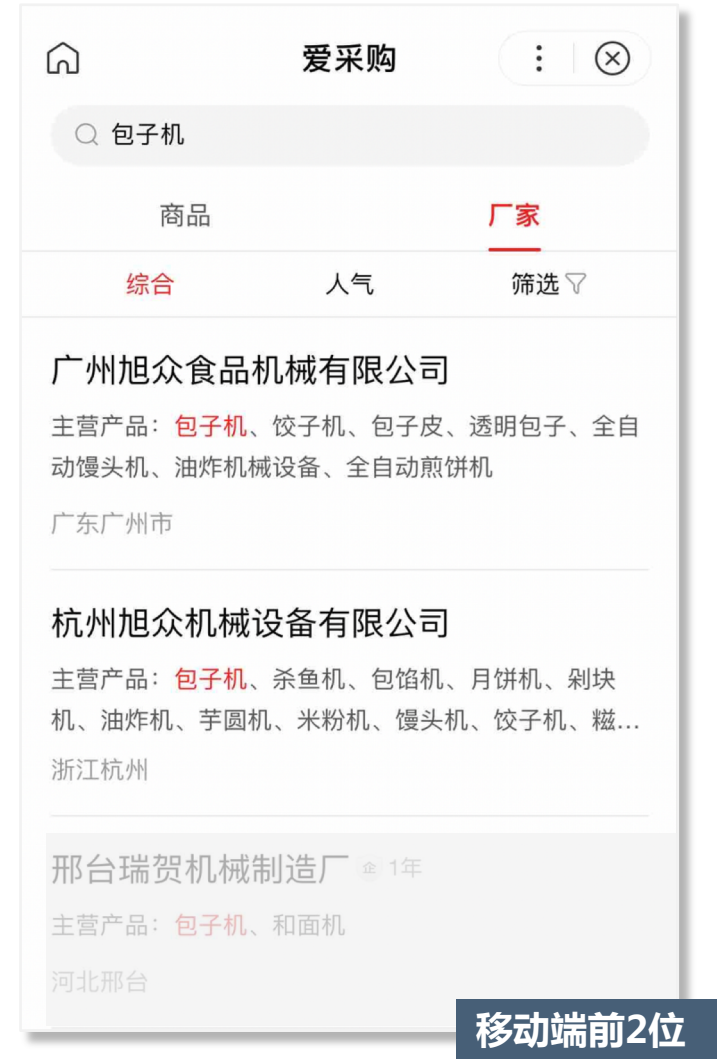 爱采购
包子机
商品
厂家
综合
人气
筛选
广州旭众食品机械有限公司
主营产品：包子机、饺子机、包子皮、透明包子、全自
动馒头机、油炸机械设备、全自动煎饼机
广东广州市
杭州旭众机械设备有限公司
主营产品：包子机、杀鱼机、包馅机、月饼机、剁块
机、油炸机、芋圆机、米粉机、馒头机、饺子机、糍...
浙江杭州
邢台瑞贺机械制造厂 企 1年
主营产品：包子机、和面机
河北邢台
移动端前2位